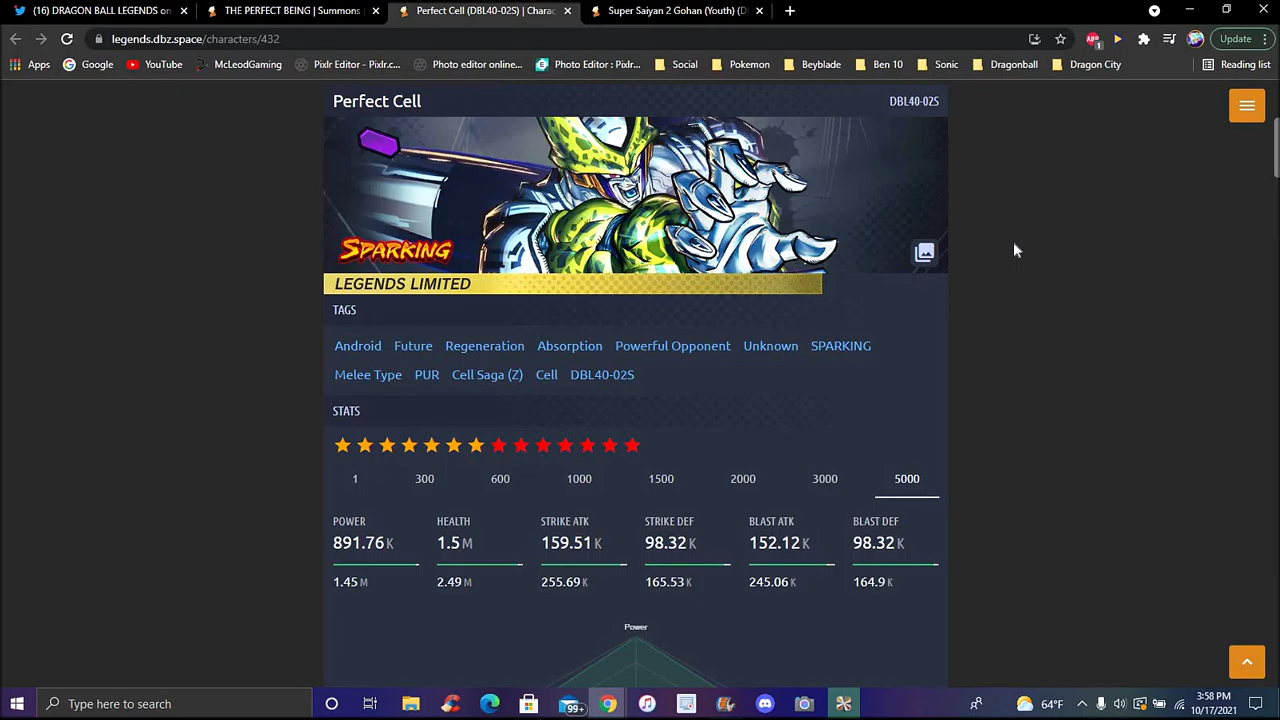 (16) DRAGON BALL LEGENDS on
THE PERFECT BEING | Summons
Perfect Cell (DBL40-02S) | Charac
Super Saiyan 2 Gohan (Youth) (D
legends.dbz.space/characters/432
ABP
1
Update
Apps
Google
YouTube
McLeodGaming
Pixlr Editor - Pixlr.c...
Photo editor online...
Photo Editor : Pixlr...
Social
Pokemon
Beyblade
Ben 10
Sonic
Dragonball
Dragon City
Reading list
Perfect Cell
DBL40-02S
SPARKING
LEGENDS LIMITED
TAGS
Android Future Regeneration Absorption Powerful Opponent Unknown SPARKING
Melee Type PUR Cell Saga (Z) Cell DBL40-02S
STATS
1 300 600 1000 1500 2000 3000 5000
POWER HEALTH STRIKE ATK STRIKE DEF BLAST ATK BLAST DEF
891.76 K 1.5 M 159.51 K 98.32 K 152.12 K 98.32 K
1.45 M 2.49 M 255.69 K 165.53 K 245.06 K 164.9 K
Power
Type here to search
99+
64°F
3:58 PM
10/17/2021